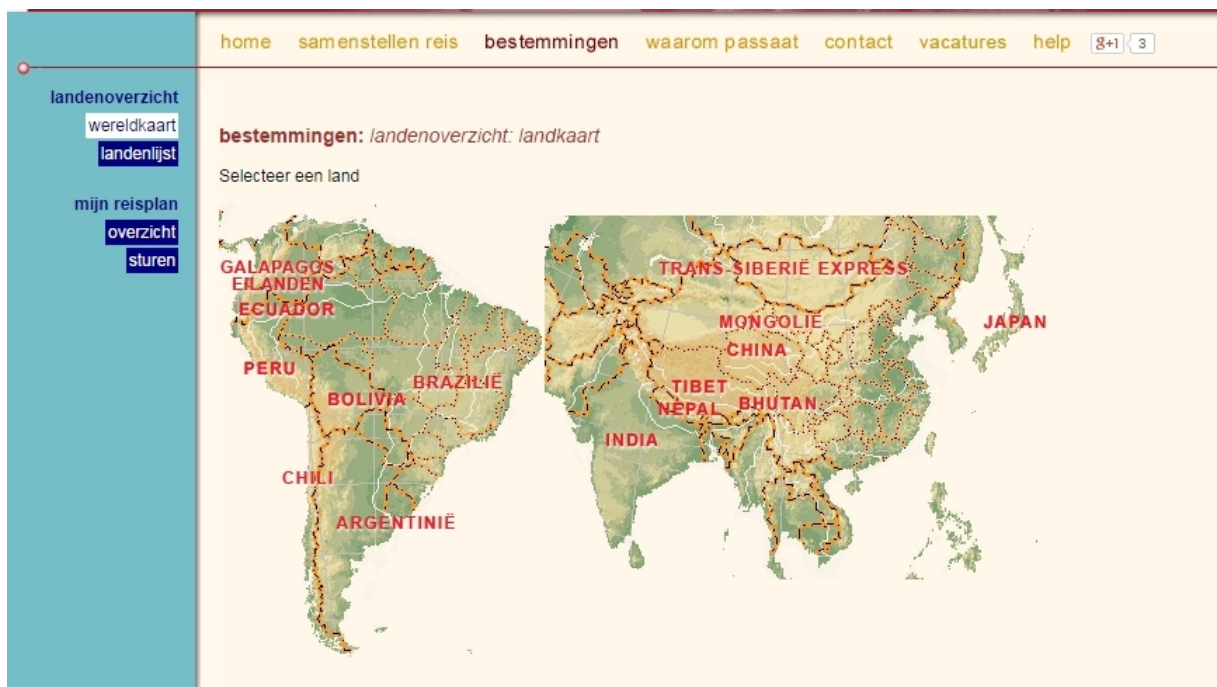 home samenstellen reis bestemmingen waarom passaat contact vacatures help g+1 3
landenoverzicht
wereldkaart
landenlijst
mijn reisplan
overzicht
sturen
bestemmingen: landenoverzicht: landkaart
Selecteer een land
GALAPAGOS
EILANDEN
ECUADOR
PERU
BRAZILIË
BOLIVIA
CHILI
ARGENTINIË
TRANS-SIBERIË EXPRESS
MONGOLIË
JAPAN
CHINA
TIBET
NEPAL
BHUTAN
INDIA